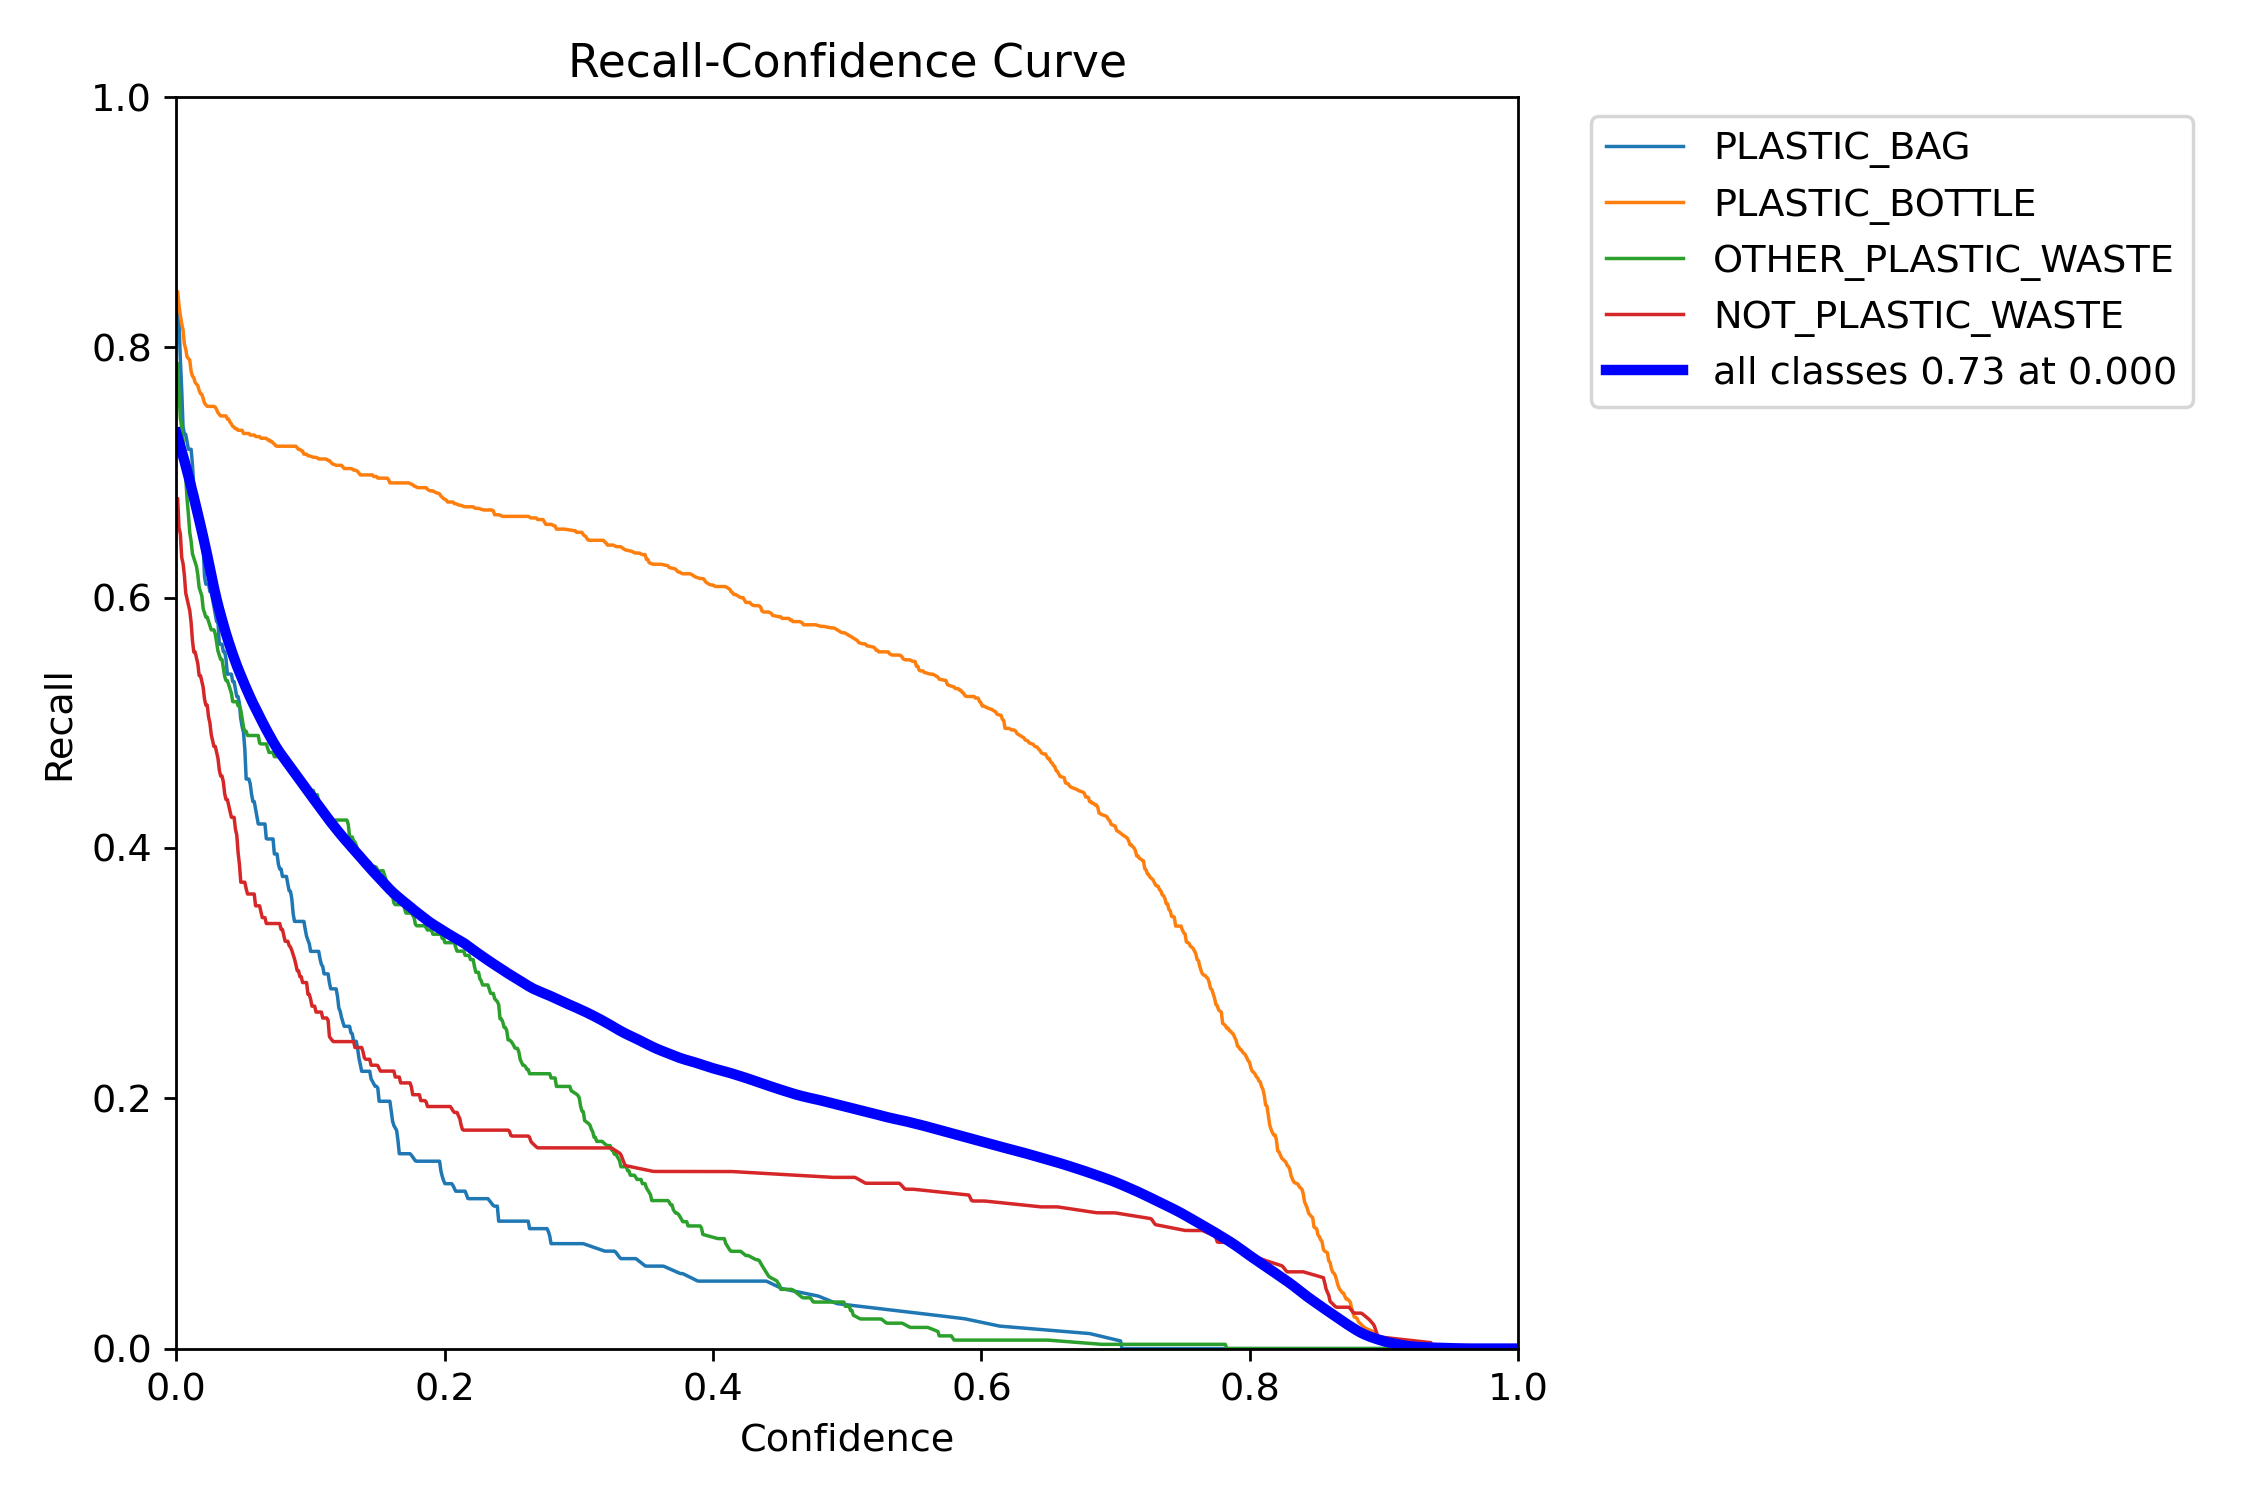 Recall-Confidence Curve
1.0
0.8
0.6
0.4
0.2
0.0
Recall
0.0 0.2 0.4 0.6 0.8 1.0
Confidence
PLASTIC_BAG
PLASTIC_BOTTLE
OTHER_PLASTIC_WASTE
NOT_PLASTIC_WASTE
all classes 0.73 at 0.000